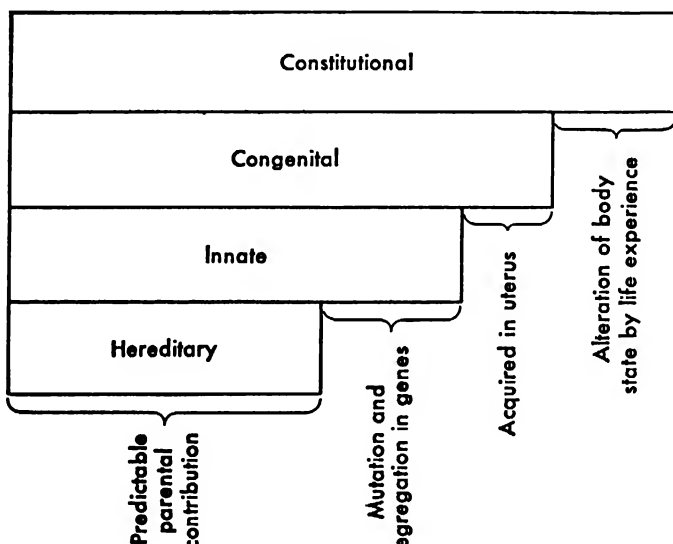 Constitutional
Congenital
Innate
Hereditary
Predictable
parental
contribution
Mutation and
egregation in genes
Acquired in uterus
Alteration of body
state by life experience